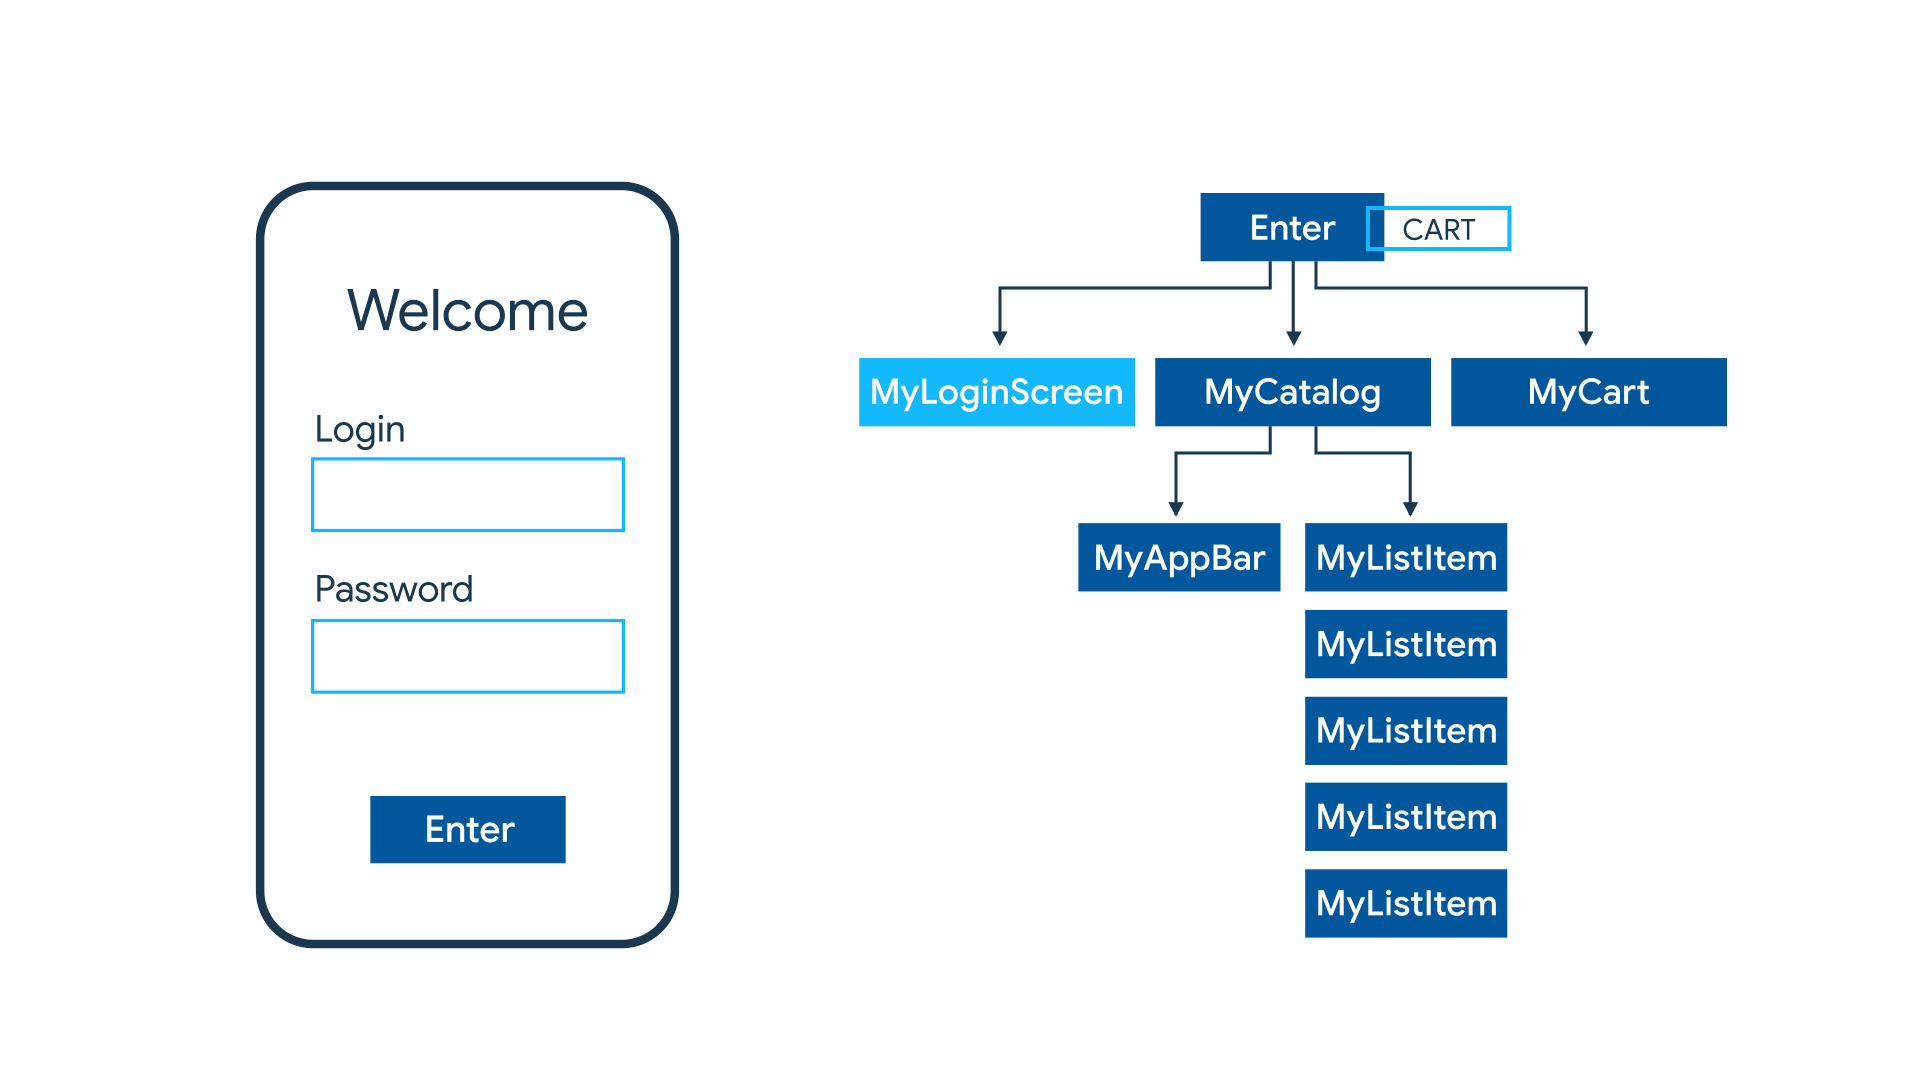 Welcome
Login
Password
Enter
Enter
CART
MyLoginScreen
MyCatalog
MyCart
MyAppBar
MyListItem
MyListItem
MyListItem
MyListItem
MyListItem